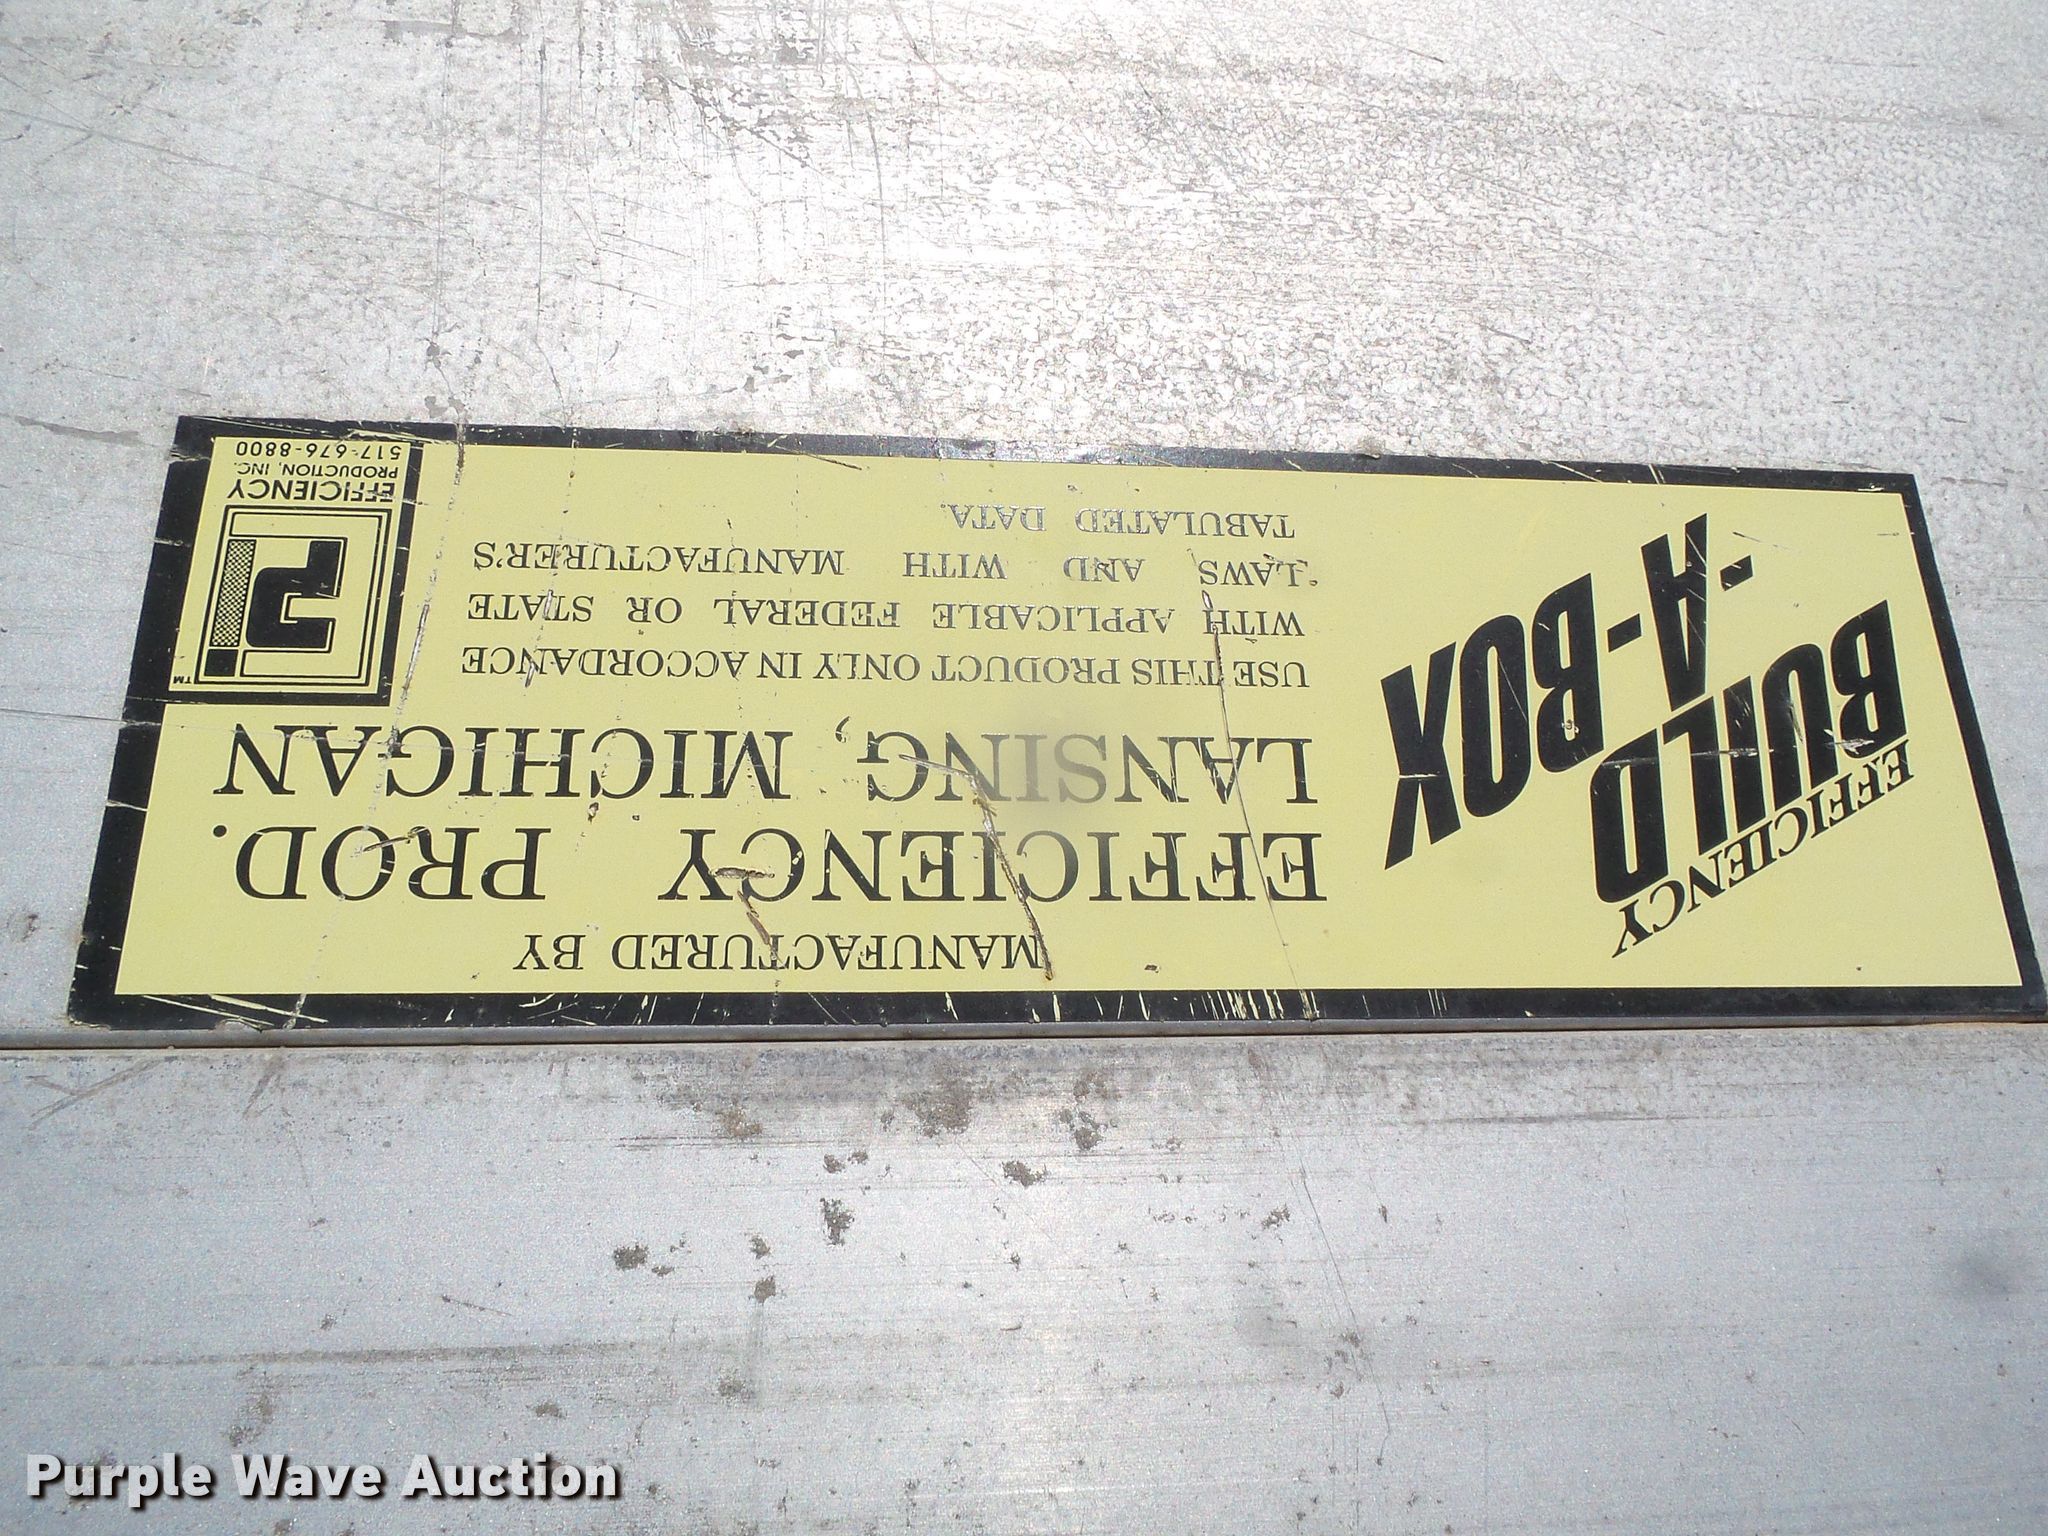 EFFICIENCY
BUILD
-A-BOX
-A-
MANUFACTURED BY
EFFICIENCY PROD.
LANSING, MICHIGAN
USE THIS PRODUCT ONLY IN ACCORDANCE
WITH APPLICABLE FEDERAL OR STATE
LAWS AND WITH MANUFACTURER'S
TABULATED DATA.
TM
EFFICIENCY
PRODUCTION, INC.
517-676-8800
Purple Wave Auction